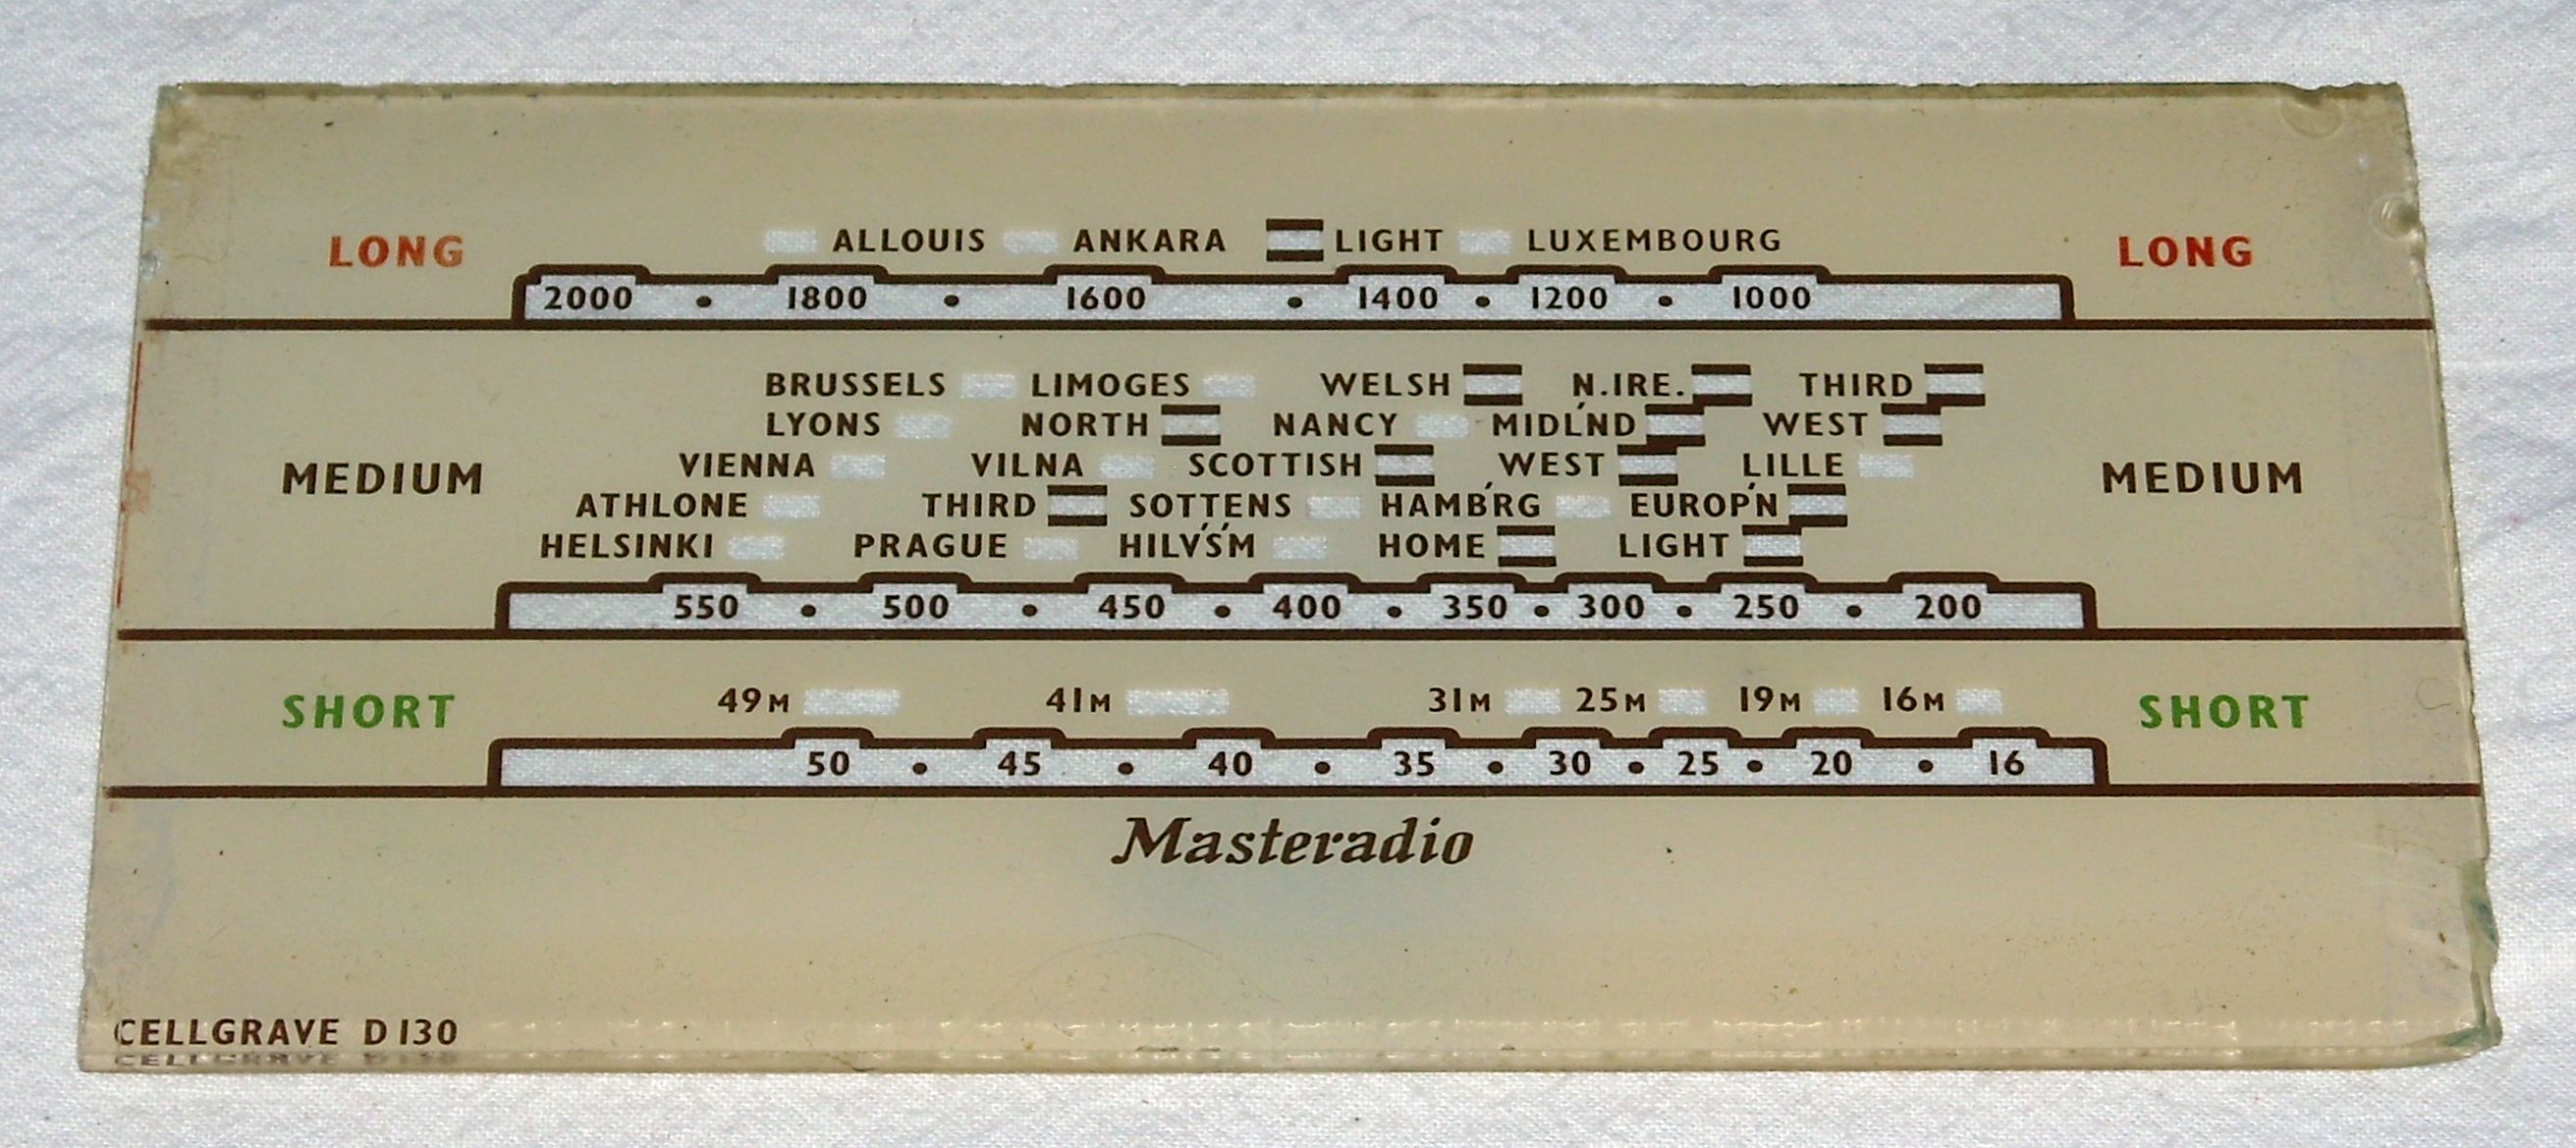 ALLOUIS ANKARA LIGHT LUXEMBOURG
LONG LONG
2000 • 1800 • 1600 • 1400 • 1200 • 1000
BRUSSELS LIMOGES WELSH N.IRE. THIRD
LYONS NORTH NANCY MIDL'ND WEST
VIENNA VILNA SCOTTISH WEST LILLE
MEDIUM MEDIUM
ATHLONE THIRD SOTTENS HAMB'RG EUROP'N
HELSINKI PRAGUE HILV'S'M HOME LIGHT
550 • 500 • 450 • 400 • 350 • 300 • 250 • 200
49M 41M 31M 25M 19M 16M
SHORT SHORT
50 • 45 • 40 • 35 • 30 • 25 • 20 • 16
Masteradio
CELLGRAVE D130